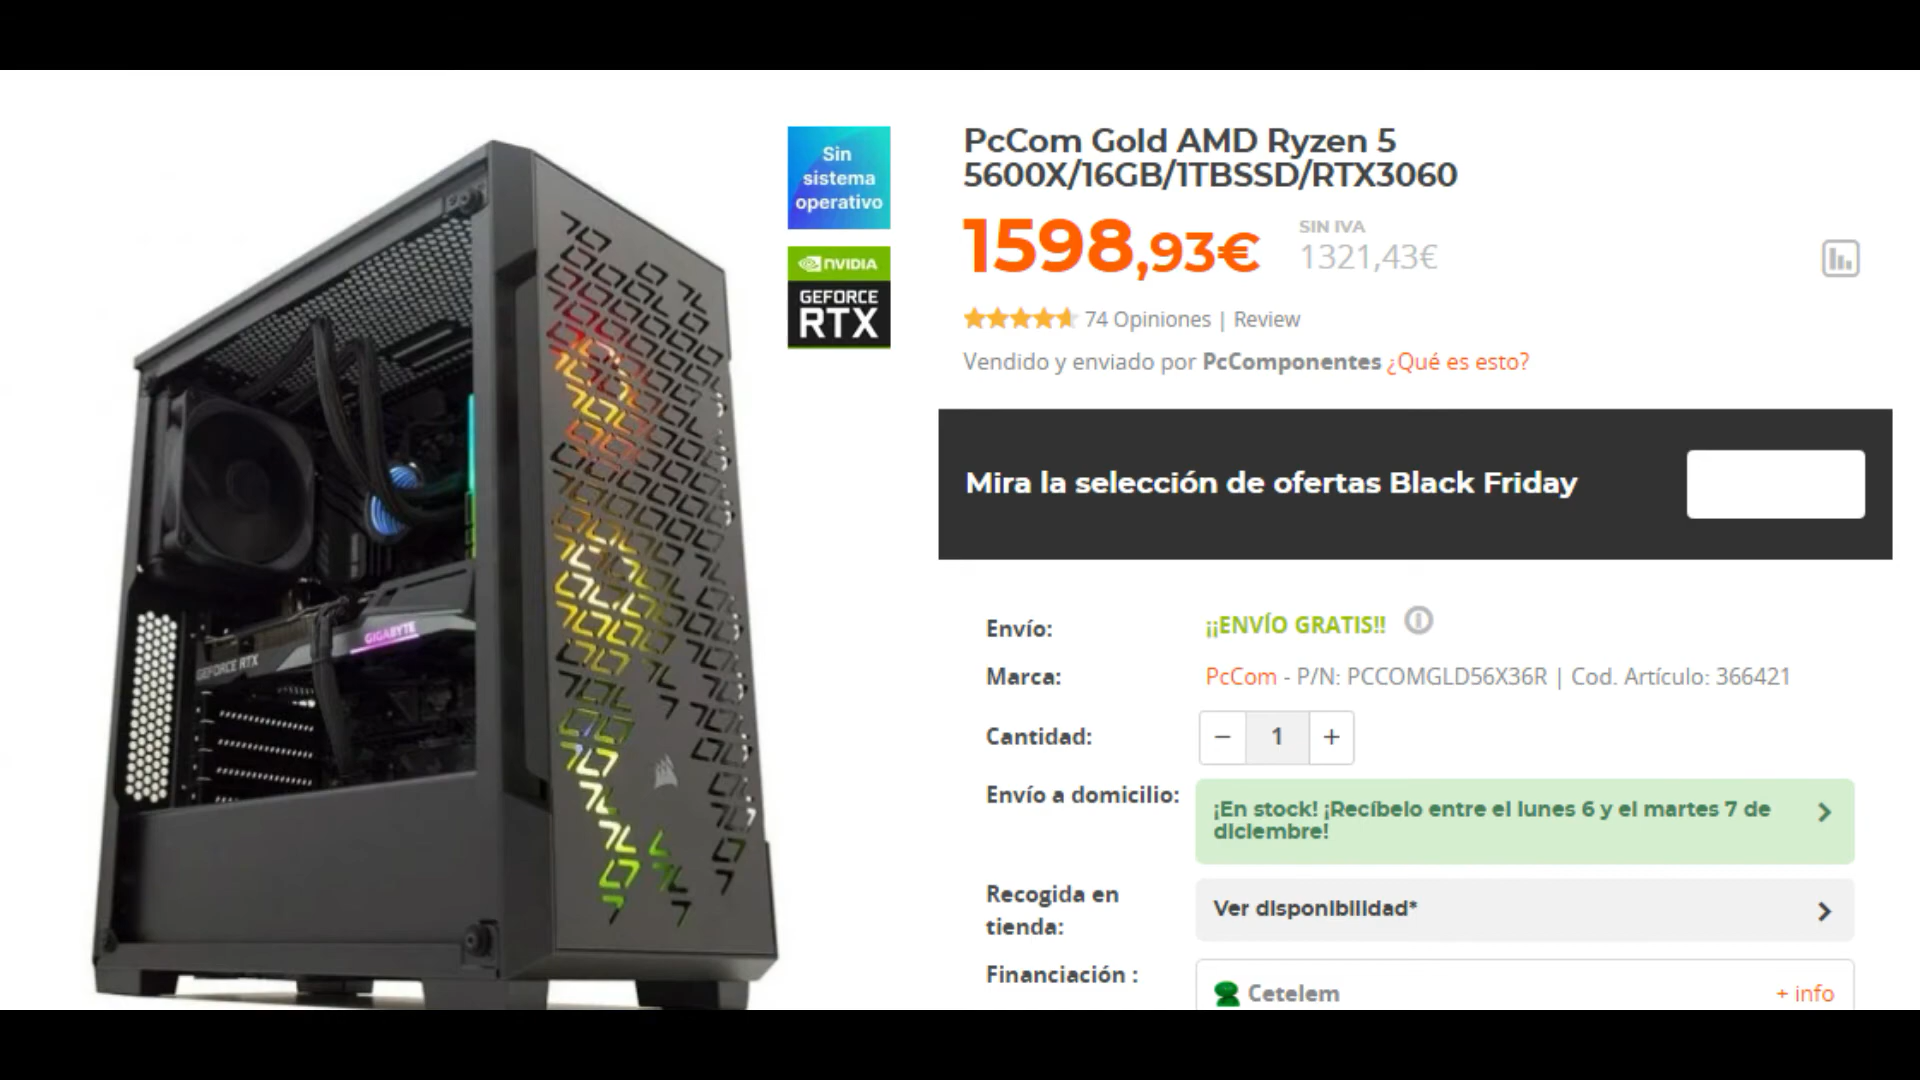 Sin
sistema
operativo
NVIDIA
GEFORCE
RTX
GIGABYTE
GEFORCE RTX
PcCom Gold AMD Ryzen 5
5600X/16GB/1TBSSD/RTX3060
1598,93€
SIN IVA
1321,43€
74 Opiniones | Review
Vendido y enviado por PcComponentes ¿Qué es esto?
Mira la selección de ofertas Black Friday
Envío:
¡¡ENVÍO GRATIS!!
Marca:
PcCom - P/N: PCCOMGLD56X36R | Cod. Artículo: 366421
Cantidad:
− 1 +
Envío a domicilio:
¡En stock! ¡Recíbelo entre el lunes 6 y el martes 7 de
diciembre!
Recogida en
tienda:
Ver disponibilidad*
Financiación :
Cetelem
+ info